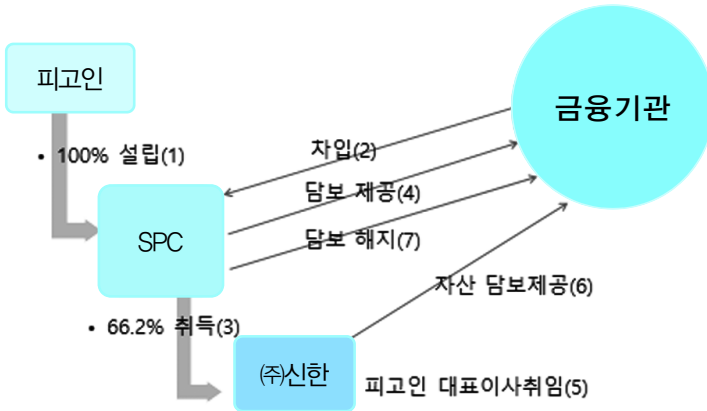 피고인
금융기관
• 100% 설립(1)
차입(2)
담보 제공(4)
SPC
담보 해지(7)
자산 담보제공(6)
• 66.2% 취득(3)
㈜신한
피고인 대표이사취임(5)